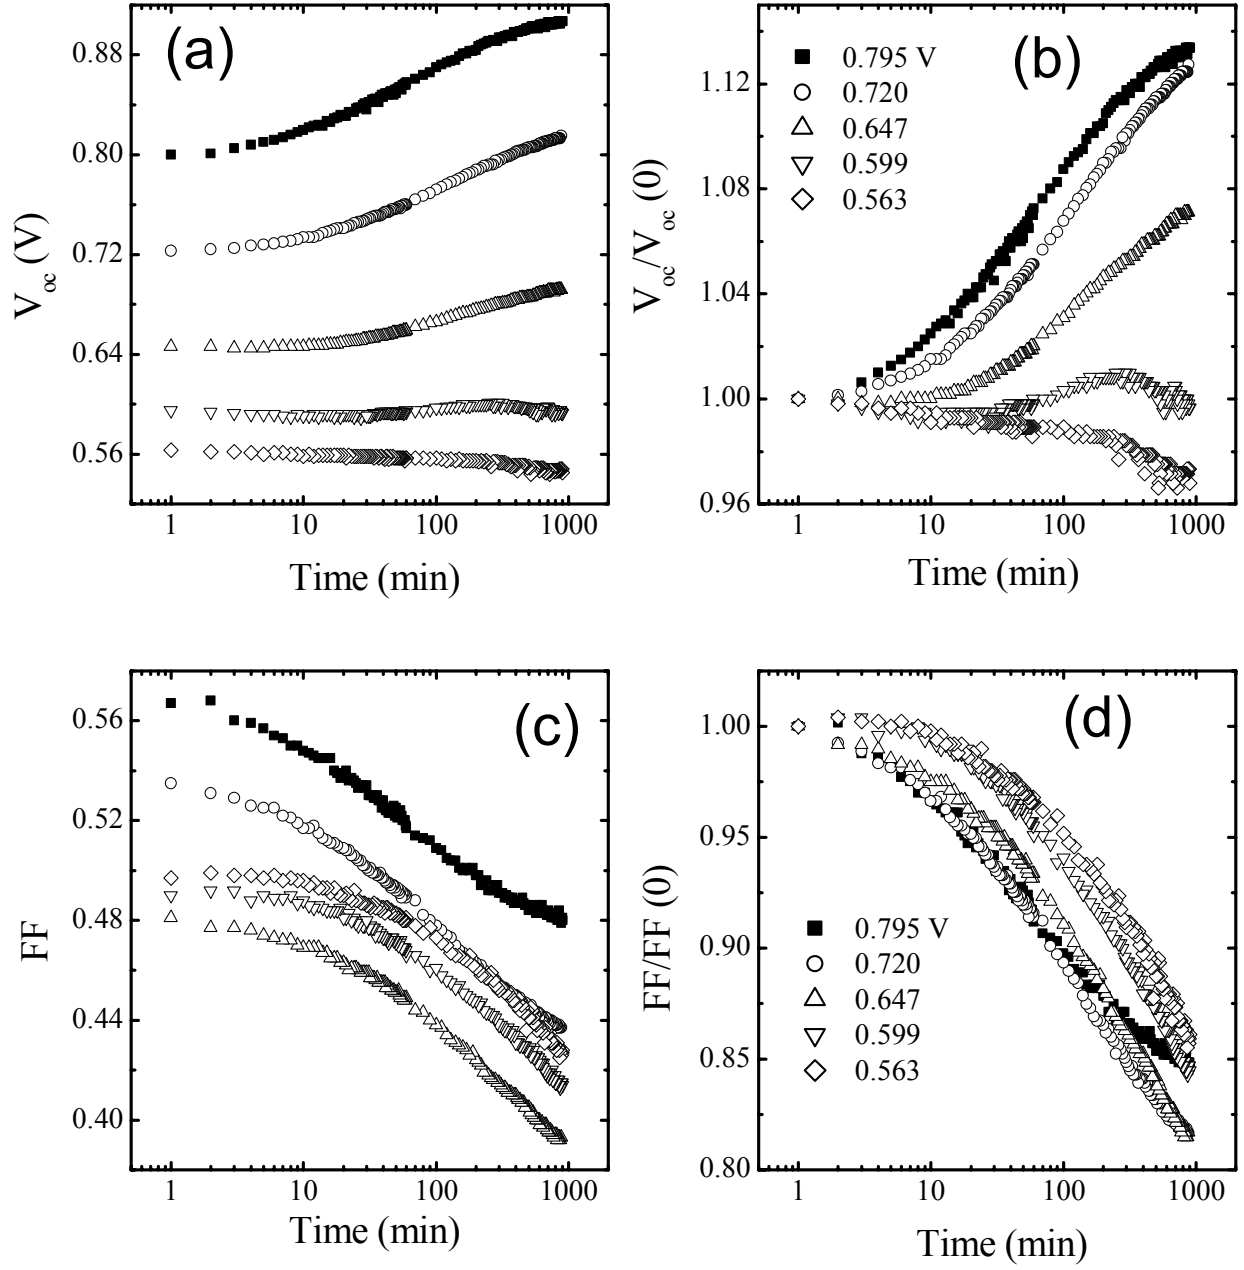 (a)
V_oc (V)
0.88
0.80
0.72
0.64
0.56
1 10 100 1000
Time (min)
(b)
V_oc/V_oc (0)
1.12
1.08
1.04
1.00
0.96
0.795 V
0.720
0.647
0.599
0.563
1 10 100 1000
Time (min)
(c)
FF
0.56
0.52
0.48
0.44
0.40
1 10 100 1000
Time (min)
(d)
FF/FF (0)
1.00
0.95
0.90
0.85
0.80
0.795 V
0.720
0.647
0.599
0.563
1 10 100 1000
Time (min)